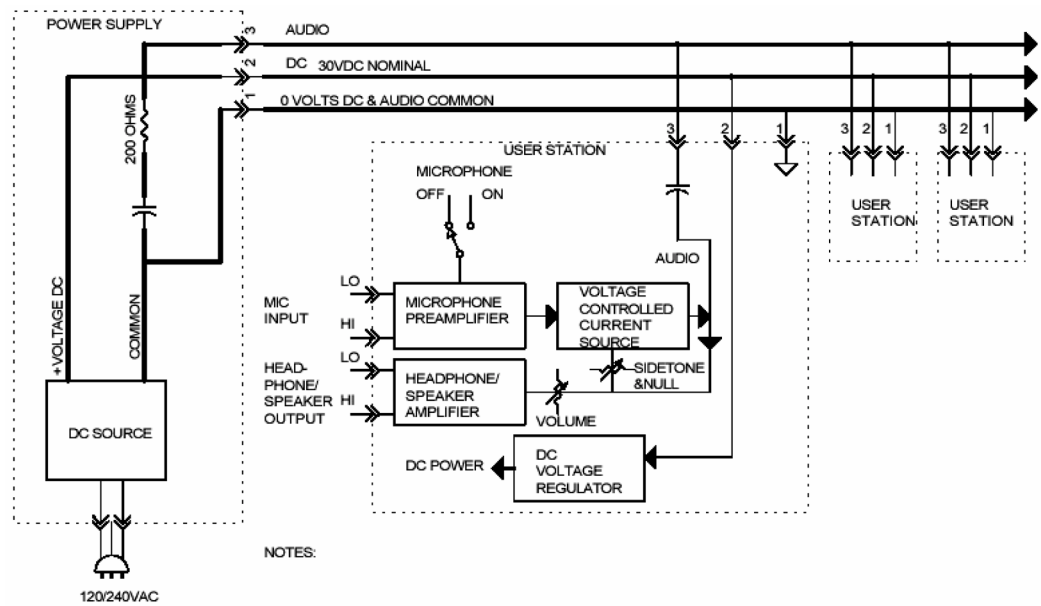 POWER SUPPLY
3
AUDIO
2
DC 30VDC NOMINAL
1
0 VOLTS DC & AUDIO COMMON
200 OHMS
+VOLTAGE DC
COMMON
DC SOURCE
120/240VAC
3
2
1
USER STATION
MICROPHONE
OFF
ON
AUDIO
MIC
INPUT
LO
HI
MICROPHONE
PREAMPLIFIER
VOLTAGE
CONTROLLED
CURRENT
SOURCE
HEAD-
PHONE/
SPEAKER
OUTPUT
LO
HI
HEADPHONE/
SPEAKER
AMPLIFIER
SIDETONE
&NULL
VOLUME
DC POWER
DC
VOLTAGE
REGULATOR
3
2
1
USER
STATION
3
2
1
USER
STATION
NOTES: